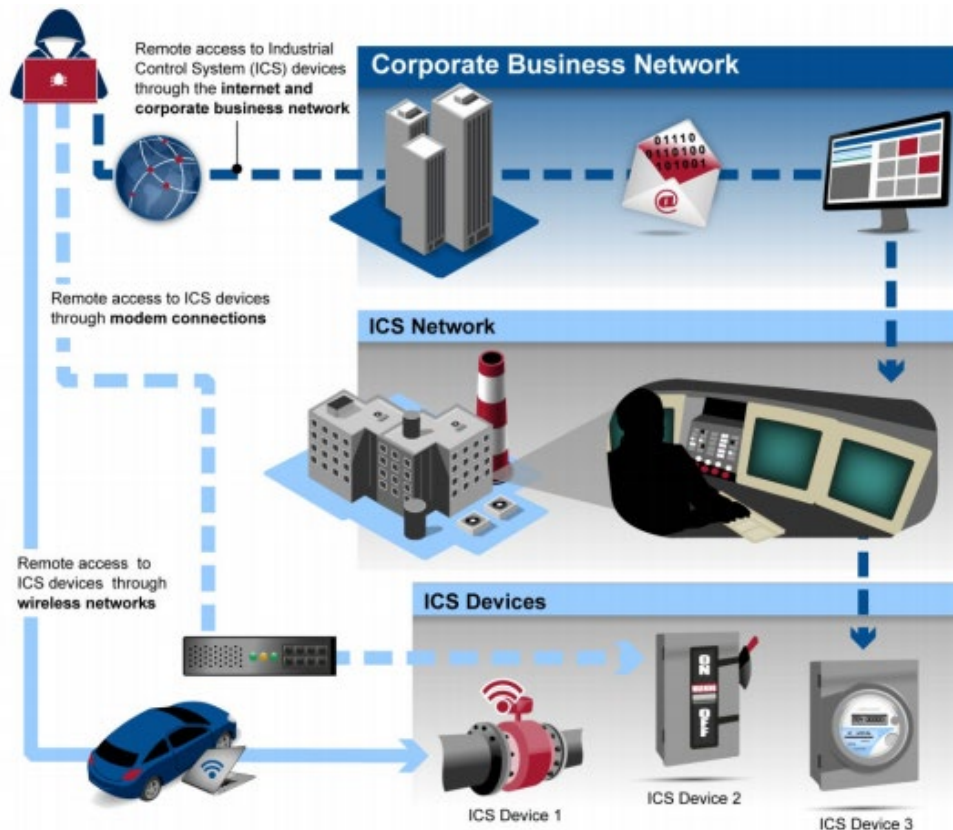 Remote access to Industrial
Control System (ICS) devices
through the internet and
corporate business network
Corporate Business Network
01110
0110100
101001
@
Remote access to ICS devices
through modem connections
ICS Network
Remote access to
ICS devices through
wireless networks
ICS Devices
ON
ICS Device 1
ICS Device 2
ICS Device 3